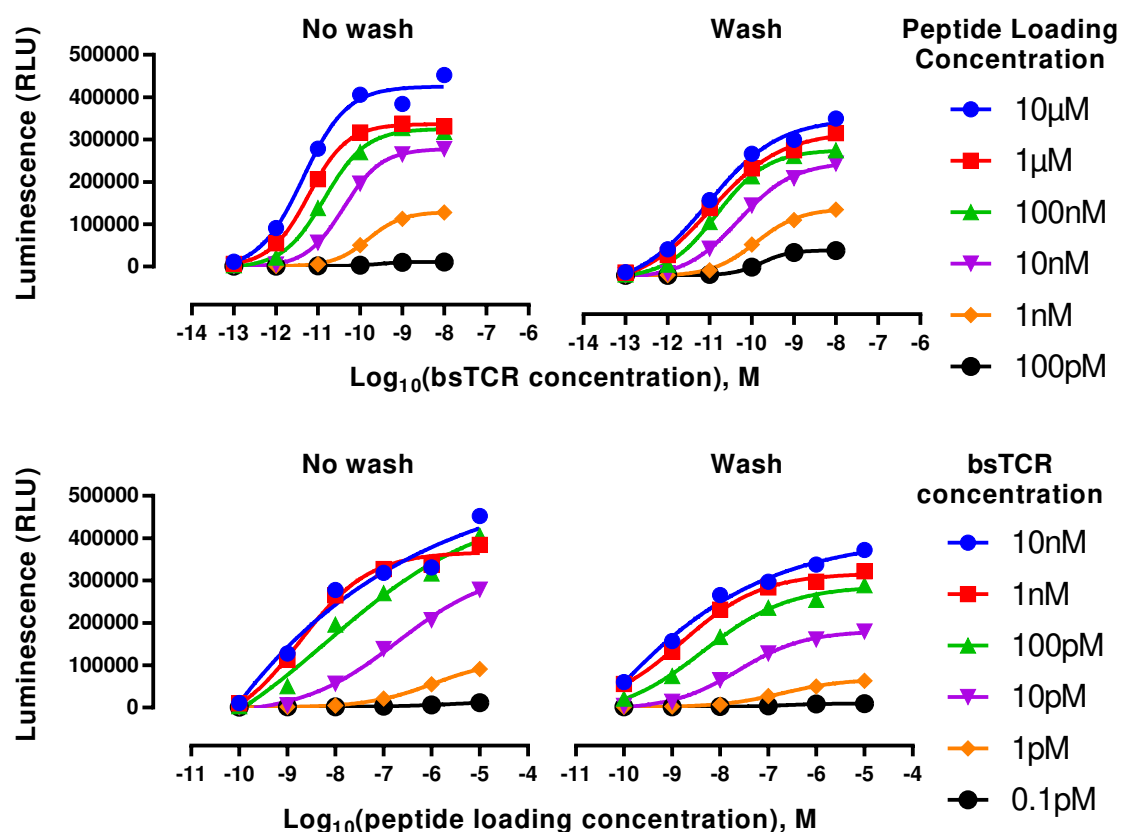 No wash
Wash
Peptide Loading
Concentration
Luminescence (RLU)
500000
400000
300000
200000
100000
0
-14 -13 -12 -11 -10 -9 -8 -7 -6
-14 -13 -12 -11 -10 -9 -8 -7 -6
Log10(bsTCR concentration), M
10µM
1µM
100nM
10nM
1nM
100pM
No wash
Wash
bsTCR
concentration
Luminescence (RLU)
500000
400000
300000
200000
100000
0
-11 -10 -9 -8 -7 -6 -5 -4
-11 -10 -9 -8 -7 -6 -5 -4
Log10(peptide loading concentration), M
10nM
1nM
100pM
10pM
1pM
0.1pM